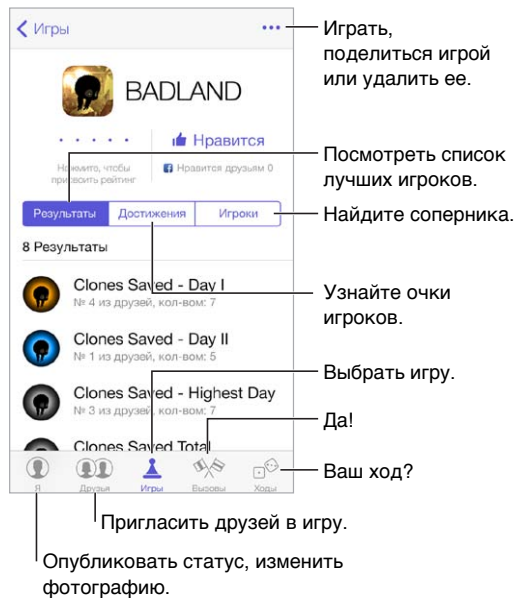 Игры
BADLAND
Нравится
Нажмите, чтобы
присвоить рейтинг
Нравится друзьям 0
Результаты
Достижения
Игроки
8 Результаты
Clones Saved - Day I
№ 4 из друзей, кол-вом: 7
Clones Saved - Day II
№ 1 из друзей, кол-вом: 5
Clones Saved - Highest Day
№ 3 из друзей, кол-вом: 7
Clones Saved Total
Я
Друзья
Игры
Вызовы
Ходы
Играть,
поделиться игрой
или удалить ее.
Посмотреть список
лучших игроков.
Найдите соперника.
Узнайте очки
игроков.
Выбрать игру.
Да!
Ваш ход?
Пригласить друзей в игру.
Опубликовать статус, изменить
фотографию.